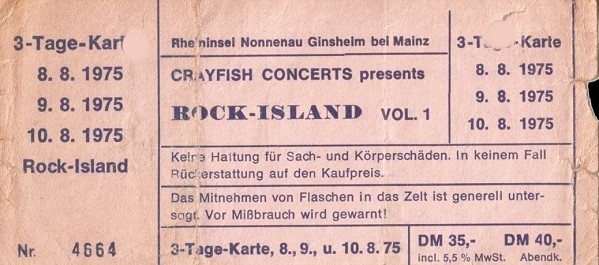 3-Tage-Kart
8. 8. 1975
9. 8. 1975
10. 8. 1975
Rock-Island
Nr. 4664
Rheininsel Nonnenau Ginsheim bei Mainz
CRAYFISH CONCERTS presents
ROCK-ISLAND VOL. 1
3-Tage-Karte
8. 8. 1975
9. 8. 1975
10. 8. 1975
Keine Haftung für Sach- und Körperschäden. In keinem Fall
Rückerstattung auf den Kaufpreis.
Das Mitnehmen von Flaschen in das Zelt ist generell unter-
sagt. Vor Mißbrauch wird gewarnt!
3-Tage-Karte, 8., 9., u. 10. 8. 75
DM 35,- DM 40,-
incl. 5,5 % MwSt. Abendk.